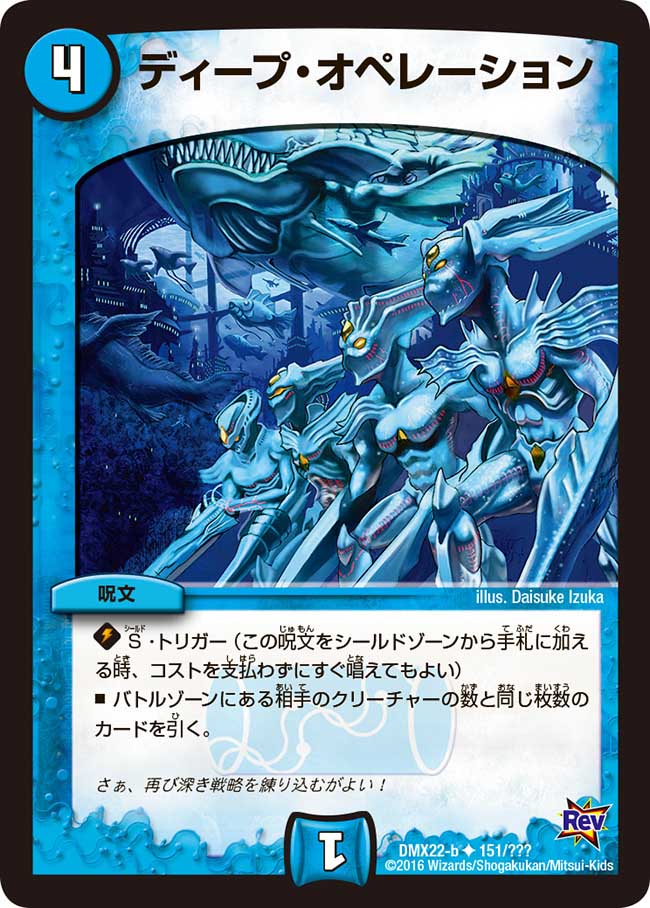 4
ディープ・オペレーション
呪文
illus. Daisuke Izuka
S・トリガー（この呪文をシールドゾーンから手札に加え
る時、コストを支払わずにすぐ唱えてもよい）
■ バトルゾーンにある相手のクリーチャーの数と同じ枚数の
カードを引く。
さぁ、再び深き戦略を練り込むがよい！
1
Rev
DMX22-b ◆ 151/???
©2016 Wizards/Shogakukan/Mitsui-Kids